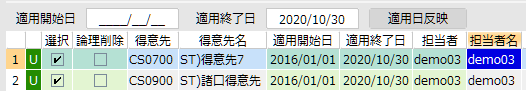 適用開始日 ____/__/__ 適用終了日 2020/10/30 適用日反映
選択 論理削除 得意先 得意先名 適用開始日 適用終了日 担当者 担当者名
1 U CS0700 ST)得意先7 2016/01/01 2020/10/30 demo03 demo03
2 U CS0900 ST)諸口得意先 2016/01/01 2020/10/30 demo03 demo03